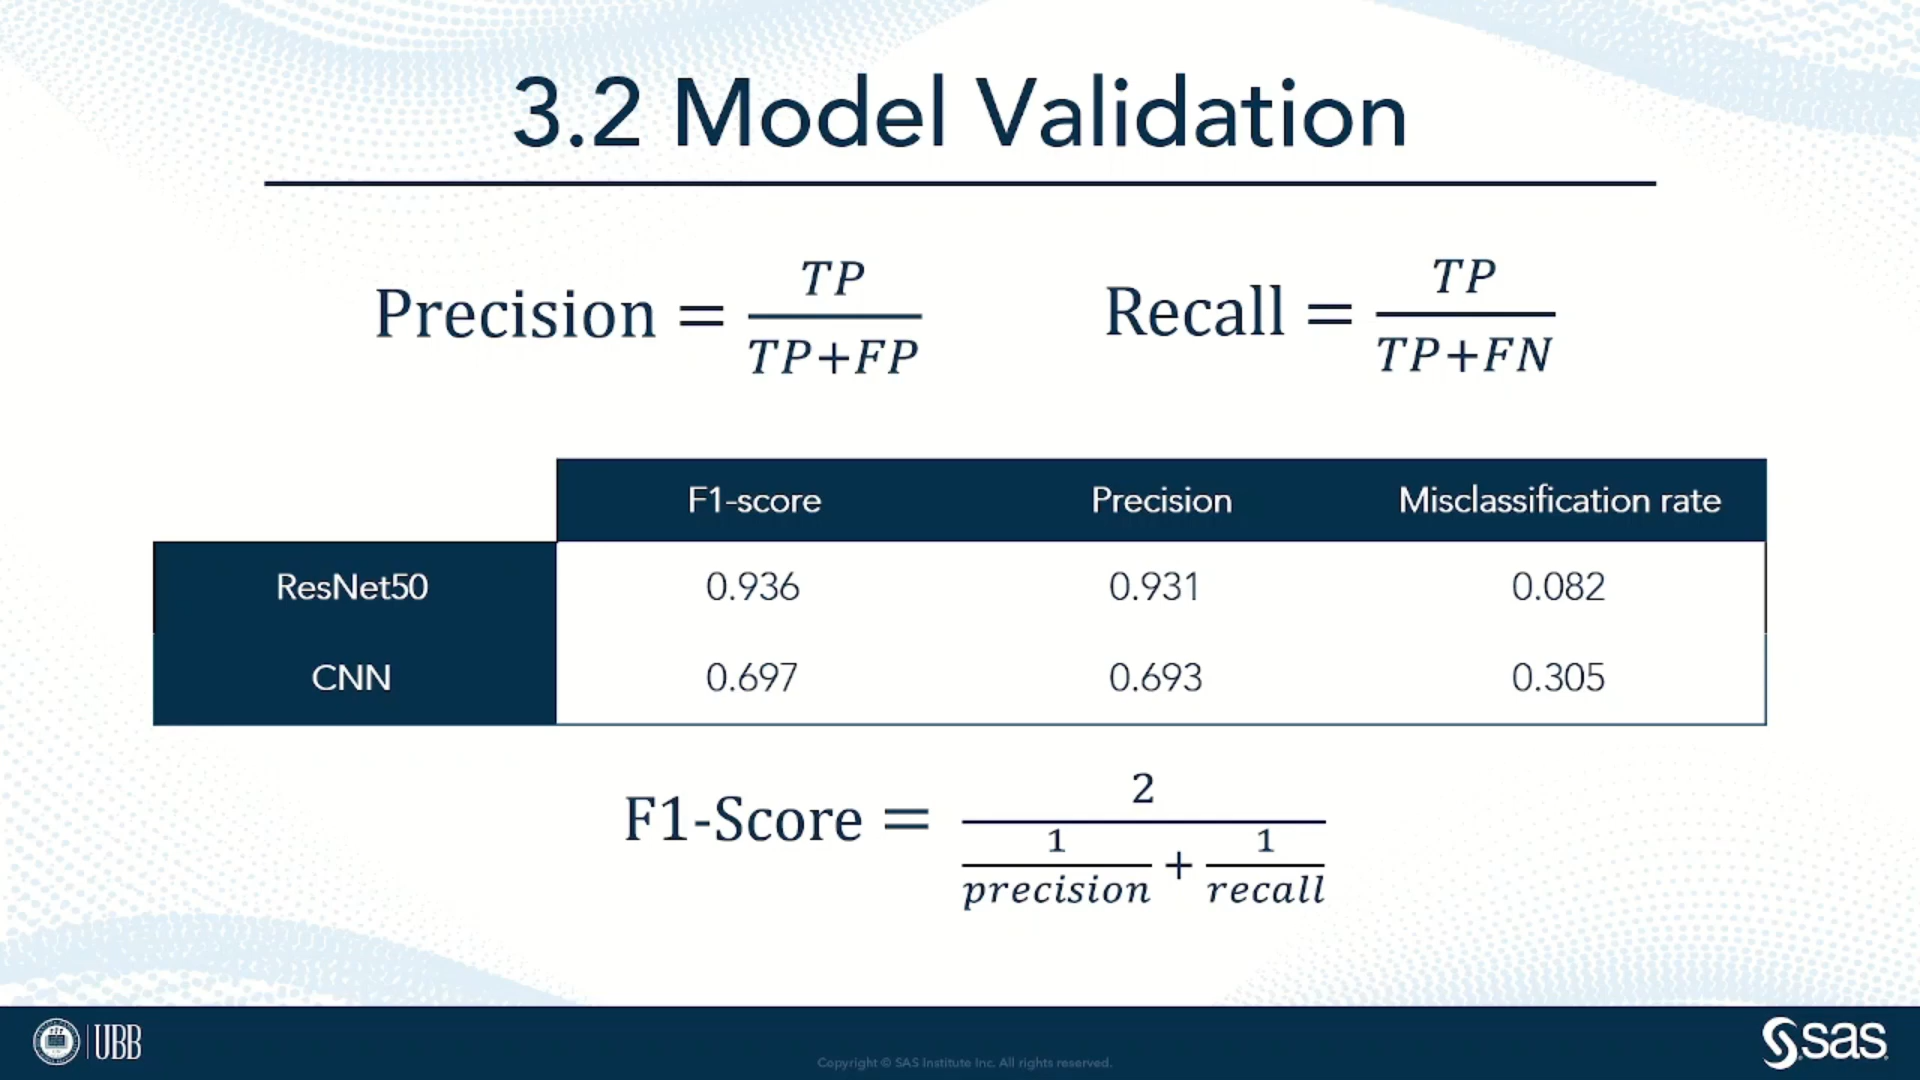 3.2 Model Validation
Precision = TP / TP+FP
Recall = TP / TP+FN
F1-score Precision Misclassification rate
ResNet50 0.936 0.931 0.082
CNN 0.697 0.693 0.305
F1-Score = 2 / 1/precision + 1/recall
UBB
Copyright © SAS Institute Inc. All rights reserved.
sas